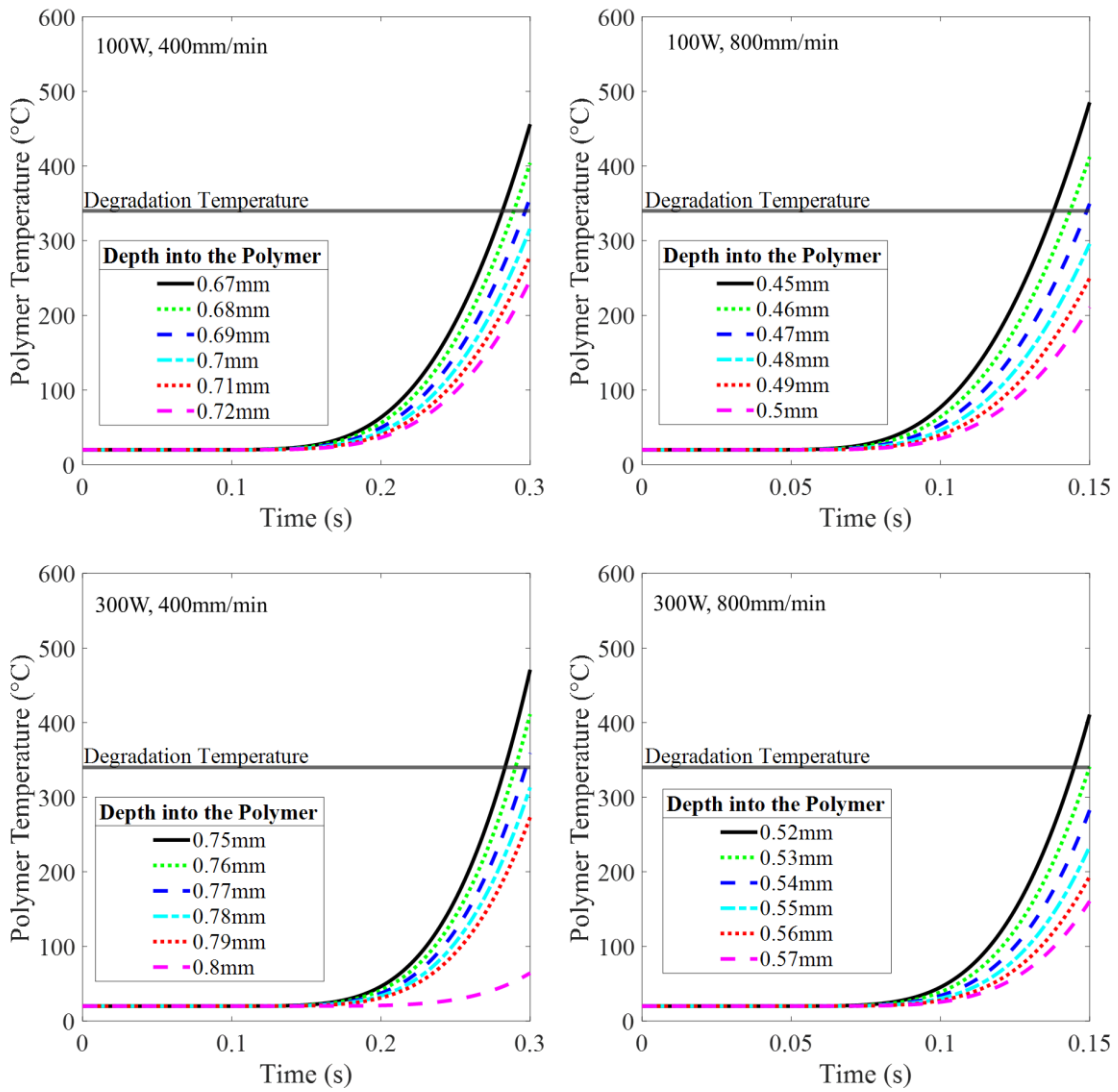 600
100W, 400mm/min
500
400
Degradation Temperature
300
Depth into the Polymer
0.67mm
0.68mm
200
0.69mm
0.7mm
100
0.71mm
0.72mm
0
0 0.1 0.2 0.3
Time (s)
Polymer Temperature (°C)
600
100W, 800mm/min
500
400
Degradation Temperature
300
Depth into the Polymer
0.45mm
0.46mm
200
0.47mm
0.48mm
100
0.49mm
0.5mm
0
0 0.05 0.1 0.15
Time (s)
Polymer Temperature (°C)
600
300W, 400mm/min
500
400
Degradation Temperature
300
Depth into the Polymer
0.75mm
0.76mm
200
0.77mm
0.78mm
100
0.79mm
0.8mm
0
0 0.1 0.2 0.3
Time (s)
Polymer Temperature (°C)
600
300W, 800mm/min
500
400
Degradation Temperature
300
Depth into the Polymer
0.52mm
0.53mm
200
0.54mm
0.55mm
100
0.56mm
0.57mm
0
0 0.05 0.1 0.15
Time (s)
Polymer Temperature (°C)